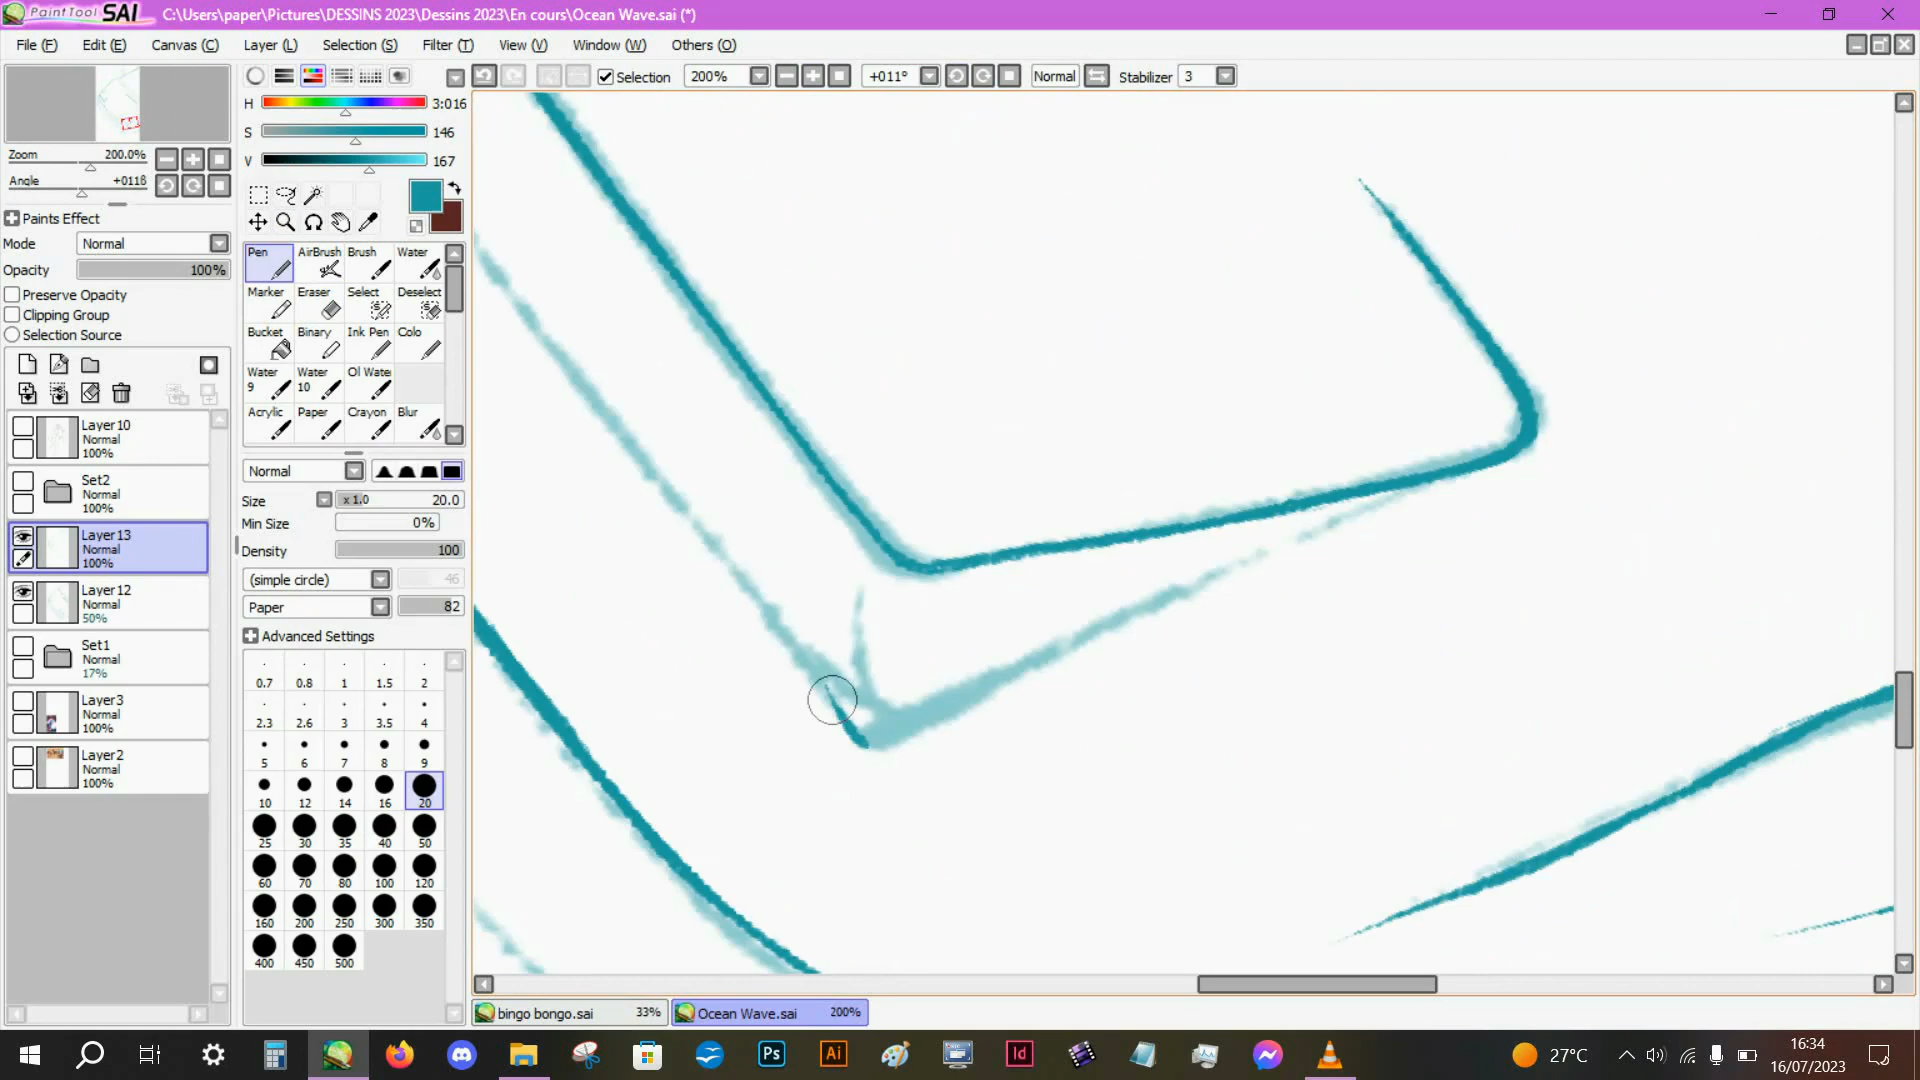 PaintTool SAI C:\Users\paper\Pictures\DESSINS 2023\Dessins 2023\En cours\Ocean Wave.sai (*)
File (F) Edit (E) Canvas (C) Layer (L) Selection (S) Filter (T) View (V) Window (W) Others (O)
Selection 200% +011° Normal Stabilizer 3
H 3:016
S 146
V 167
Zoom 200.0%
Angle +011ß
Paints Effect
Mode Normal
Opacity 100%
Preserve Opacity
Clipping Group
Selection Source
Layer10
Normal
100%
Set2
Normal
100%
Layer13
Normal
100%
Layer12
Normal
50%
Set1
Normal
17%
Layer3
Normal
100%
Layer2
Normal
100%
Pen AirBrush Brush Water
Marker Eraser Select Deselect
Bucket Binary Ink Pen Colo
Water Water Oil Wate
9 10
Acrylic Paper Crayon Blur
Normal
Size x 1.0 20.0
Min Size 0%
Density 100
(simple circle) 46
Paper 82
Advanced Settings
0.7 0.8 1 1.5 2
2.3 2.6 3 3.5 4
5 6 7 8 9
10 12 14 16 20
25 30 35 40 50
60 70 80 100 120
160 200 250 300 350
400 450 500
bingo bongo.sai 33% Ocean Wave.sai 200%
Ps Ai Id
27°C
16:34
16/07/2023